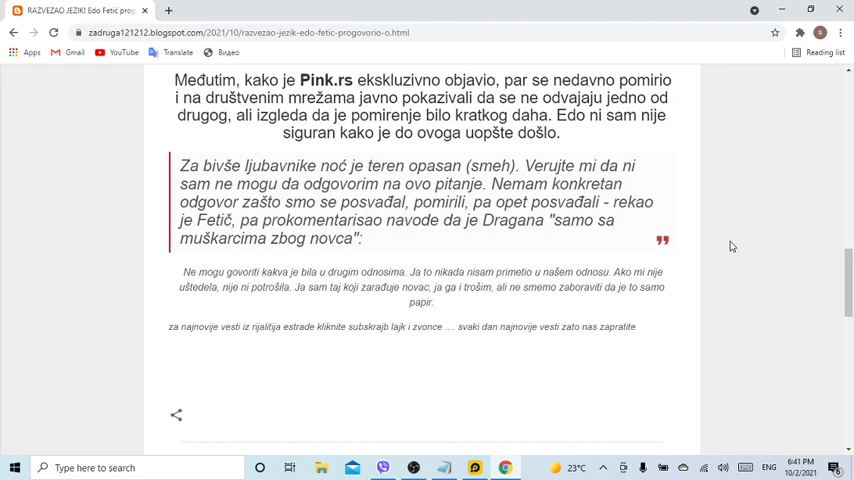 RAZVEZAO JEZIK! Edo Fetić prog
zadruga121212.blogspot.com/2021/10/razvezao-jezik-edo-fetic-progovorio-o.html
Apps Gmail YouTube Translate Видео Reading list
Međutim, kako je Pink.rs ekskluzivno objavio, par se nedavno pomirio
i na društvenim mrežama javno pokazivali da se ne odvajaju jedno od
drugog, ali izgleda da je pomirenje bilo kratkog daha. Edo ni sam nije
siguran kako je do ovoga uopšte došlo.
Za bivše ljubavnike noć je teren opasan (smeh). Verujte mi da ni
sam ne mogu da odgovorim na ovo pitanje. Nemam konkretan
odgovor zašto smo se posvađal, pomirili, pa opet posvađali - rekao
je Fetič, pa prokomentarisao navode da je Dragana "samo sa
muškarcima zbog novca":
Ne mogu govoriti kakva je bila u drugim odnosima. Ja to nikada nisam primetio u našem odnosu. Ako mi nije
uštedela, nije ni potrošila. Ja sam taj koji zarađuje novac, ja ga i trošim, ali ne smemo zaboraviti da je to samo
papir.
za najnovije vesti iz rijalitija estrade kliknite subskrajb lajk i zvonce .... svaki dan najnovije vesti zato nas zapratite
Type here to search
23°C
ENG
6:41 PM
10/2/2021
6